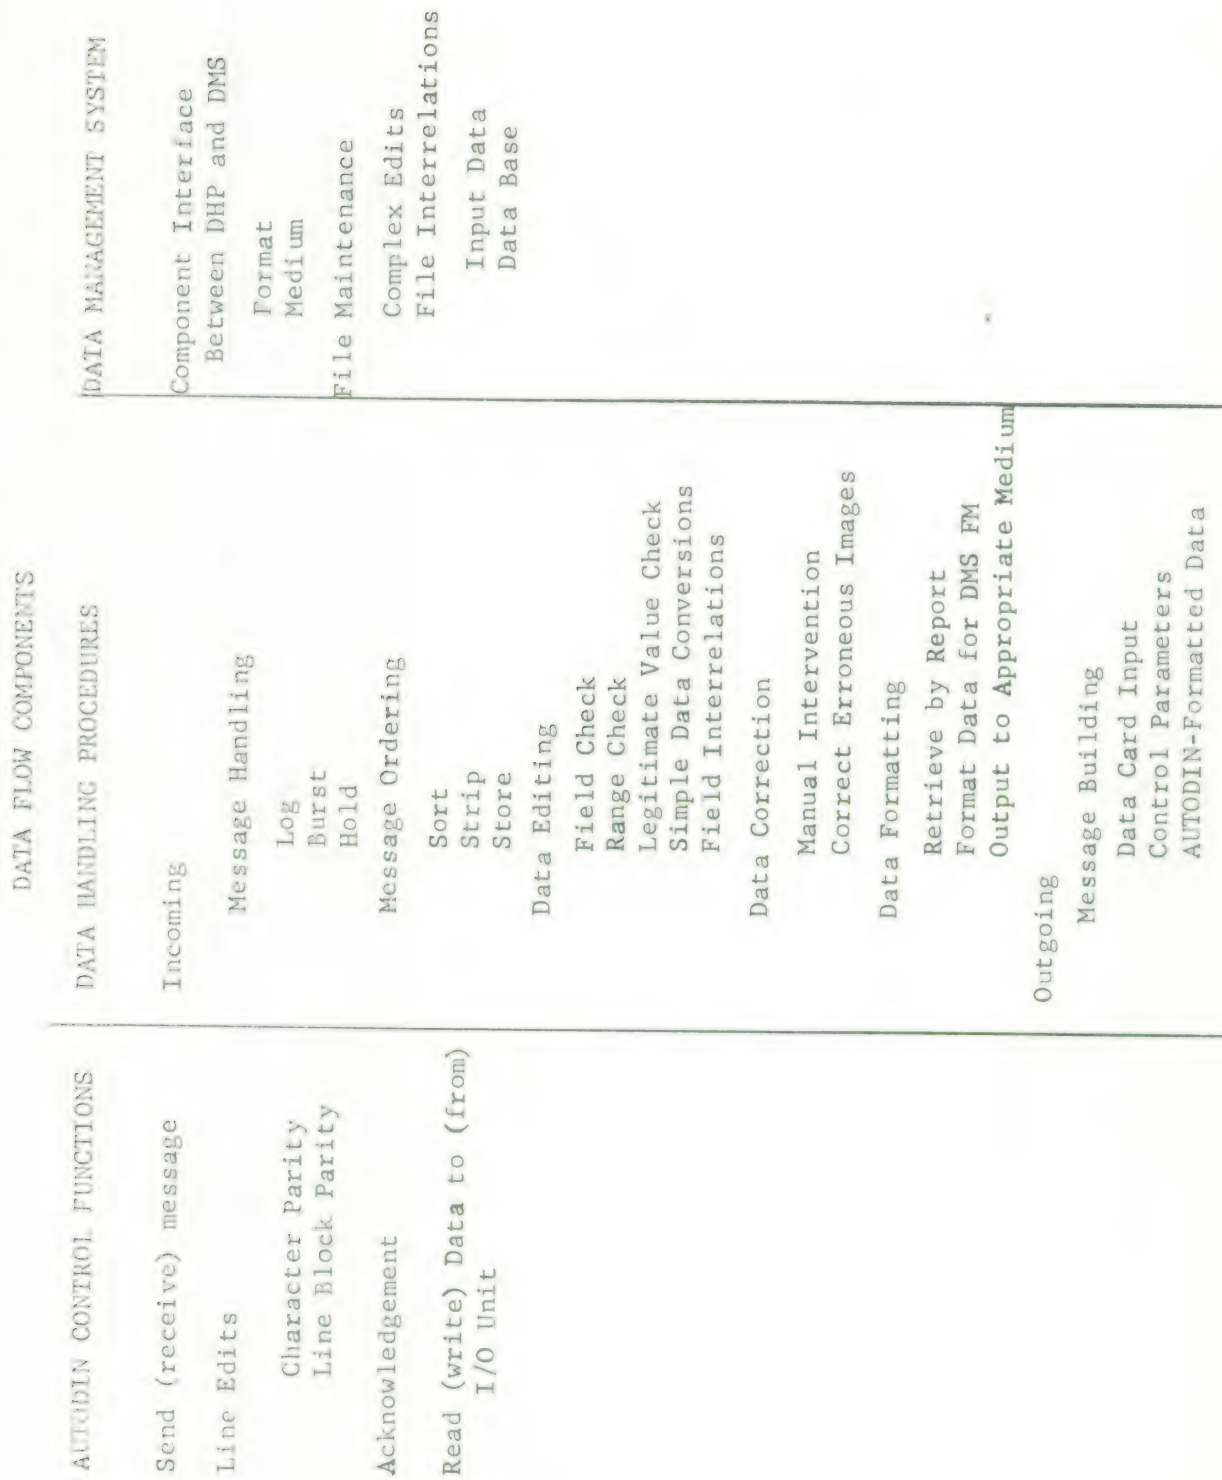 DATA FLOW COMPONENTS
AUTODIN CONTROL FUNCTIONS
Send (receive) message
Line Edits
Character Parity
Line Block Parity
Acknowledgement
Read (write) Data to (from)
I/O Unit
DATA HANDLING PROCEDURES
Incoming
Message Handling
Log
Burst
Hold
Message Ordering
Sort
Strip
Store
Data Editing
Field Check
Range Check
Legitimate Value Check
Simple Data Conversions
Field Interrelations
Data Correction
Manual Intervention
Correct Erroneous Images
Data Formatting
Retrieve by Report
Format Data for DMS FM
Output to Appropriate Medium
Outgoing
Message Building
Data Card Input
Control Parameters
AUTODIN-Formatted Data
DATA MANAGEMENT SYSTEM
Component Interface
Between DHP and DMS
Format
Medium
File Maintenance
Complex Edits
File Interrelations
Input Data
Data Base